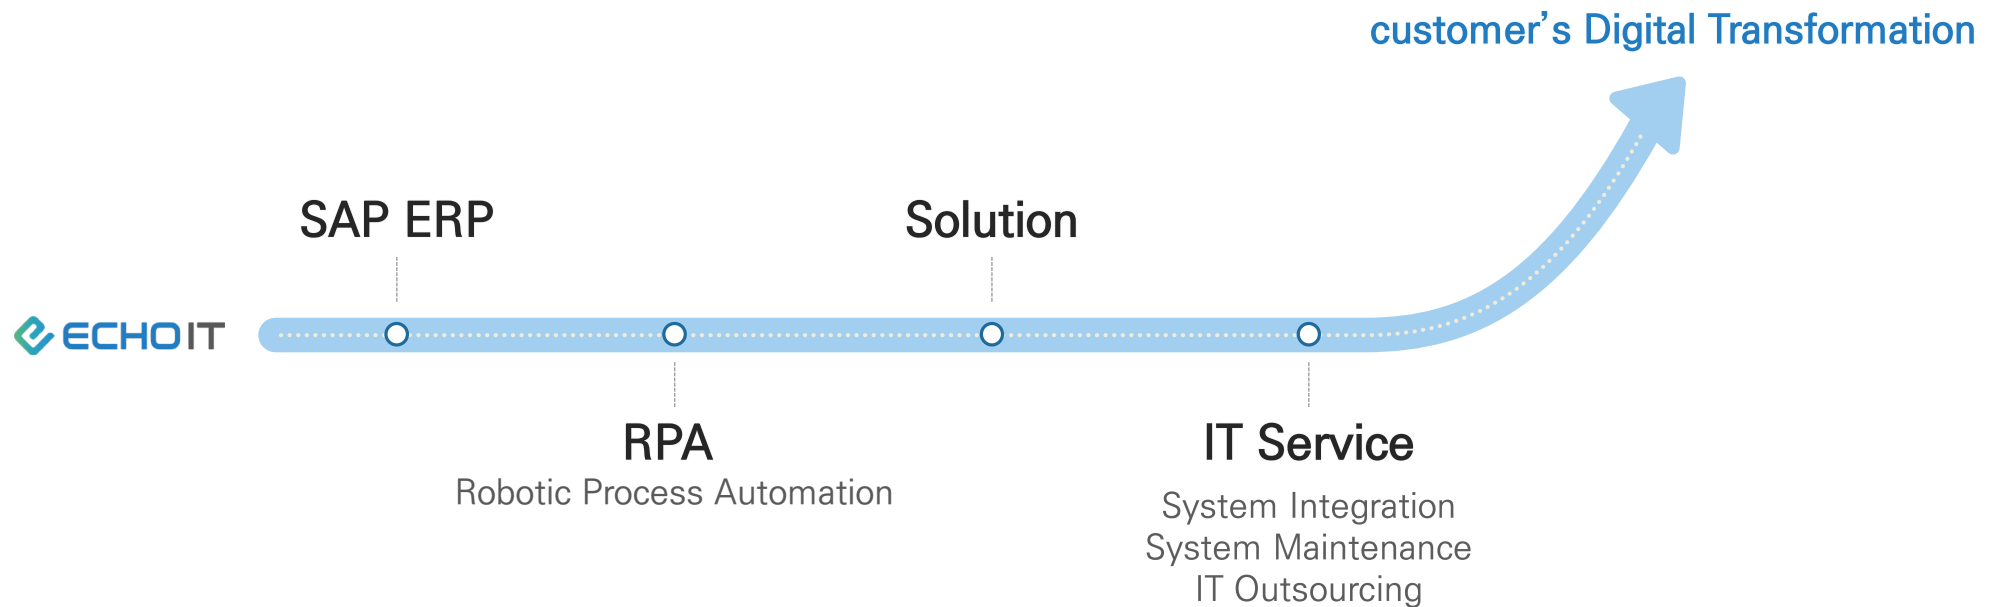 customer's Digital Transformation
SAP ERP
Solution
ECHO IT
RPA
Robotic Process Automation
IT Service
System Integration
System Maintenance
IT Outsourcing